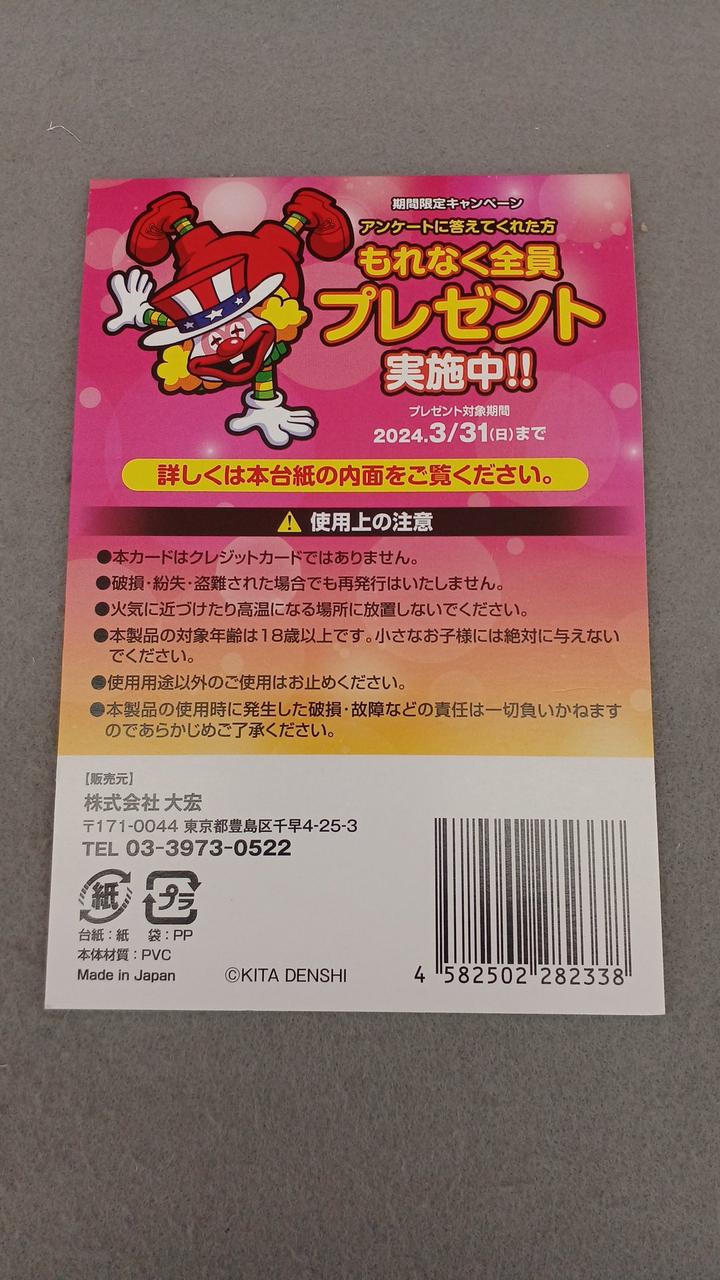 期間限定キャンペーン
アンケートに答えてくれた方
もれなく全員
プレゼント
実施中!!
プレゼント対象期間
2024.3/31(日)まで
詳しくは本台紙の内面をご覧ください。
使用上の注意
●本カードはクレジットカードではありません。
●破損・紛失・盗難された場合でも再発行はいたしません。
●火気に近づけたり高温になる場所に放置しないでください。
●本製品の対象年齢は18歳以上です。小さなお子様には絶対に与えない
でください。
●使用用途以外のご使用はお止めください。
●本製品の使用時に発生した破損・故障などの責任は一切負いかねます
のであらかじめご了承ください。
【販売元】
株式会社 大宏
〒171-0044 東京都豊島区千早4-25-3
TEL 03-3973-0522
紙 プラ
台紙：紙 袋：PP
本体材質：PVC
Made in Japan ©KITA DENSHI
4 582502 282338